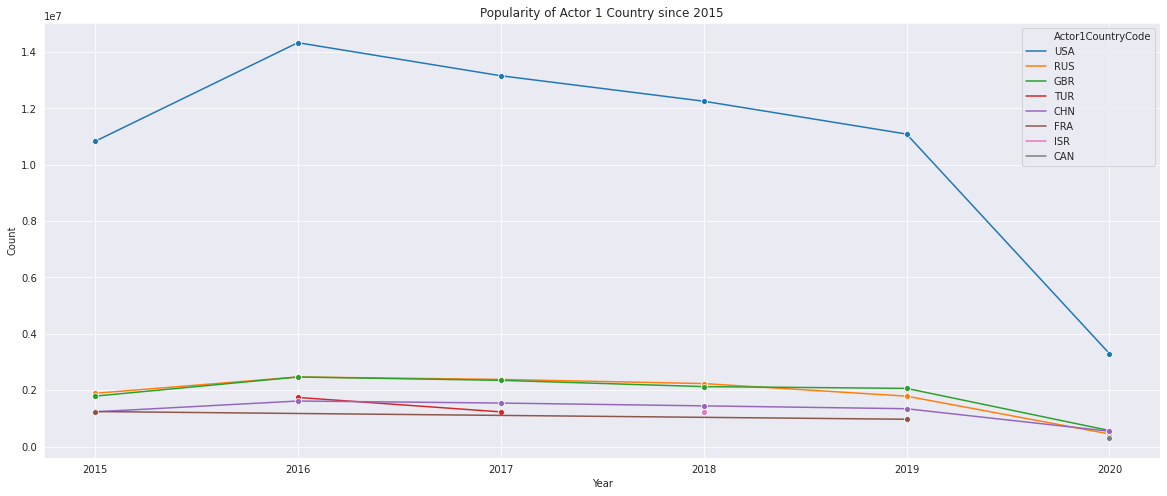 Popularity of Actor 1 Country since 2015
1e7
1.4
1.2
1.0
0.8
0.6
0.4
0.2
0.0
Count
2015 2016 2017 2018 2019 2020
Year
Actor1CountryCode
USA
RUS
GBR
TUR
CHN
FRA
ISR
CAN